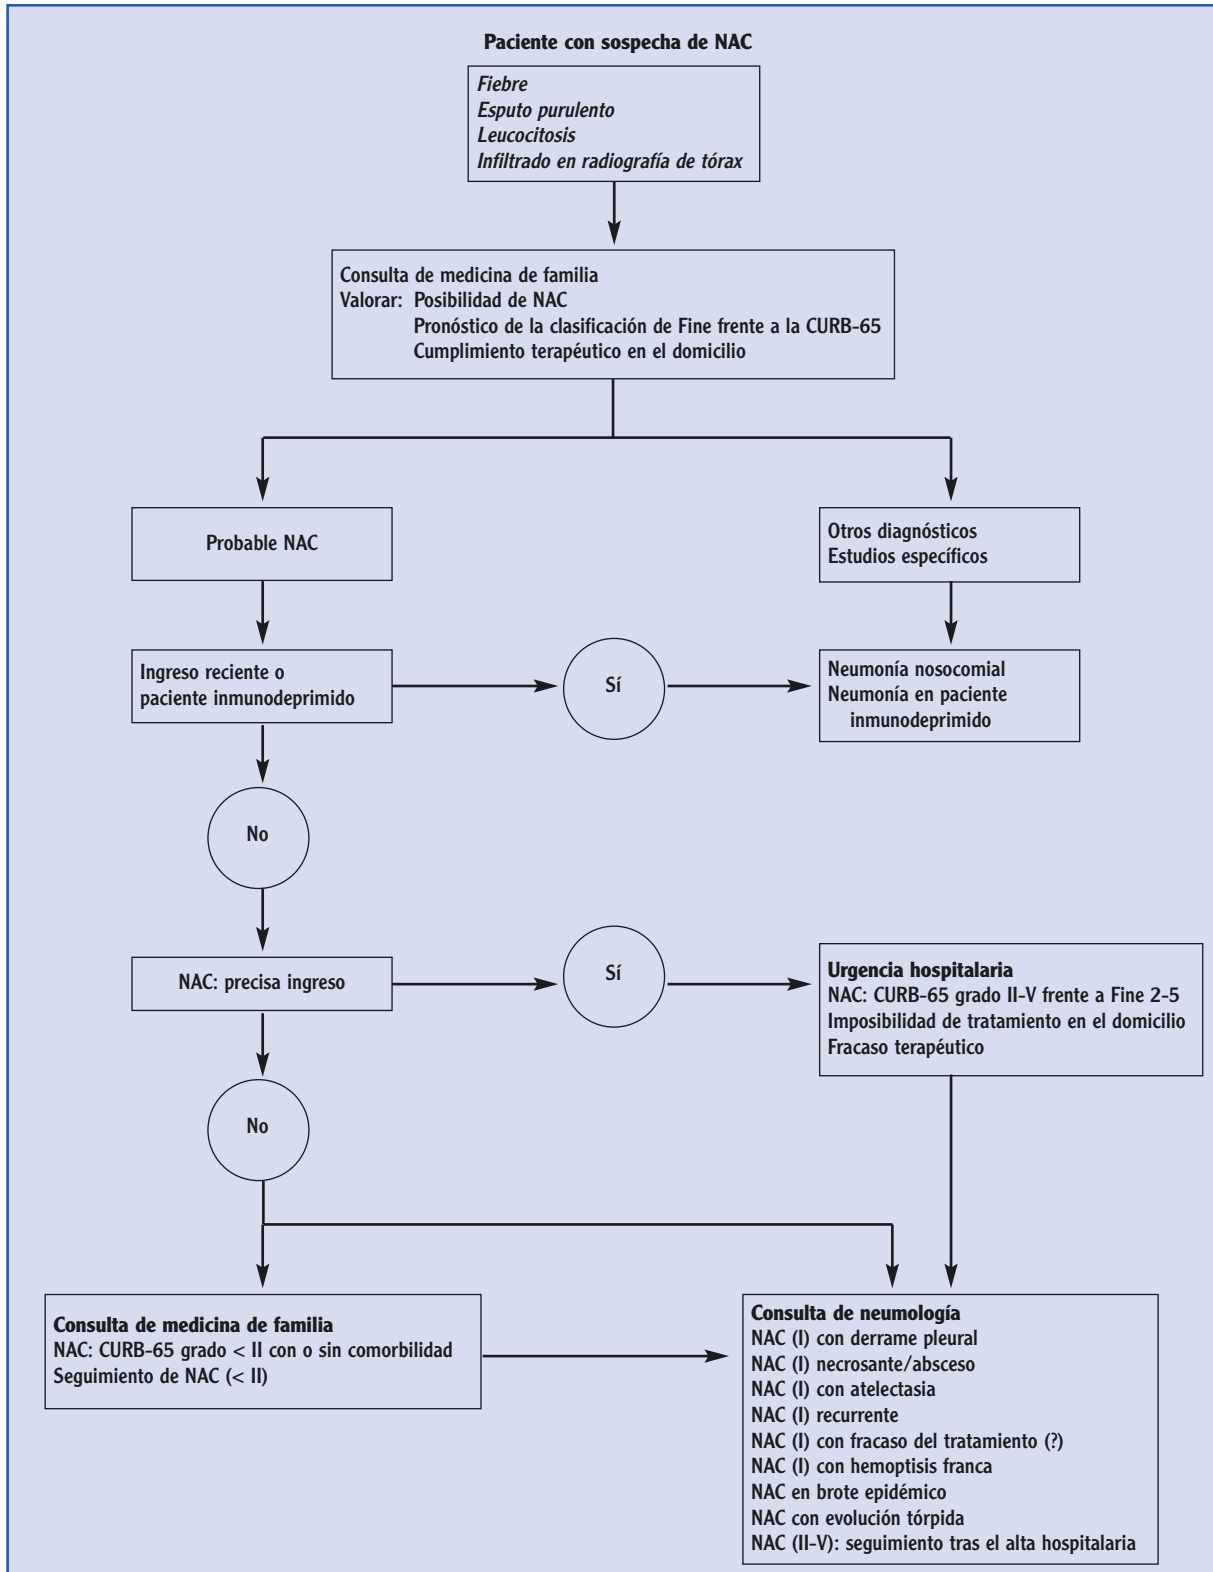 Paciente con sospecha de NAC
Fiebre
Esputo purulento
Leucocitosis
Infiltrado en radiografía de tórax
Consulta de medicina de familia
Valorar: Posibilidad de NAC
Pronóstico de la clasificación de Fine frente a la CURB-65
Cumplimiento terapéutico en el domicilio
Probable NAC
Otros diagnósticos
Estudios específicos
Ingreso reciente o
paciente inmunodeprimido
Sí
Neumonía nosocomial
Neumonía en paciente
inmunodeprimido
No
NAC: precisa ingreso
Sí
Urgencia hospitalaria
NAC: CURB-65 grado II-V frente a Fine 2-5
Imposibilidad de tratamiento en el domicilio
Fracaso terapéutico
No
Consulta de medicina de familia
NAC: CURB-65 grado < II con o sin comorbilidad
Seguimiento de NAC (< II)
Consulta de neumología
NAC (I) con derrame pleural
NAC (I) necrosante/absceso
NAC (I) con atelectasia
NAC (I) recurrente
NAC (I) con fracaso del tratamiento (?)
NAC (I) con hemoptisis franca
NAC en brote epidémico
NAC con evolución tórpida
NAC (II-V): seguimiento tras el alta hospitalaria